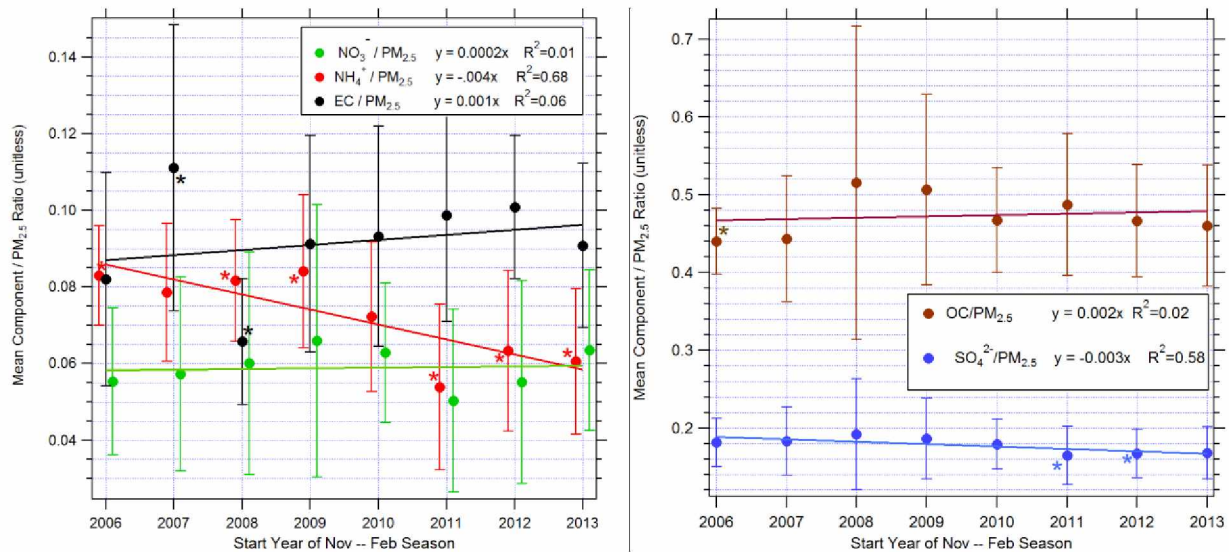 0.14
0.12
0.10
0.08
0.06
0.04
Mean Component / PM2.5 Ratio (unitless)
NO3- / PM2.5 y = 0.0002x R2=0.01
NH4+ / PM2.5 y = -.004x R2=0.68
EC / PM2.5 y = 0.001x R2=0.06
*
*
*
*
*
*
*
*
2006 2007 2008 2009 2010 2011 2012 2013
Start Year of Nov -- Feb Season
0.7
0.6
0.5
0.4
0.3
0.2
Mean Component / PM2.5 Ratio (unitless)
*
OC/PM2.5 y = 0.002x R2=0.02
SO42-/PM2.5 y = -0.003x R2=0.58
*
*
2006 2007 2008 2009 2010 2011 2012 2013
Start Year of Nov -- Feb Season